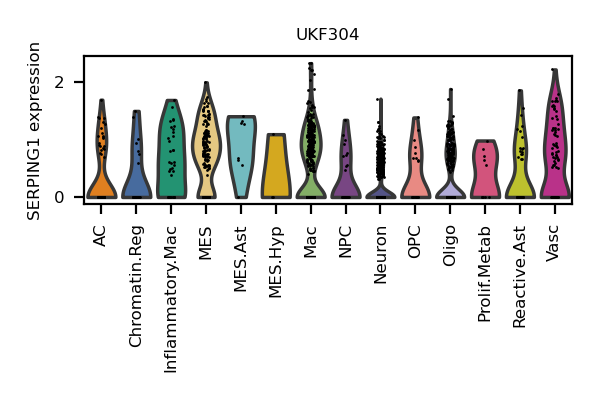 UKF304
SERPING1 expression
2
0
AC
Chromatin.Reg
Inflammatory.Mac
MES
MES.Ast
MES.Hyp
Mac
NPC
Neuron
OPC
Oligo
Prolif.Metab
Reactive.Ast
Vasc